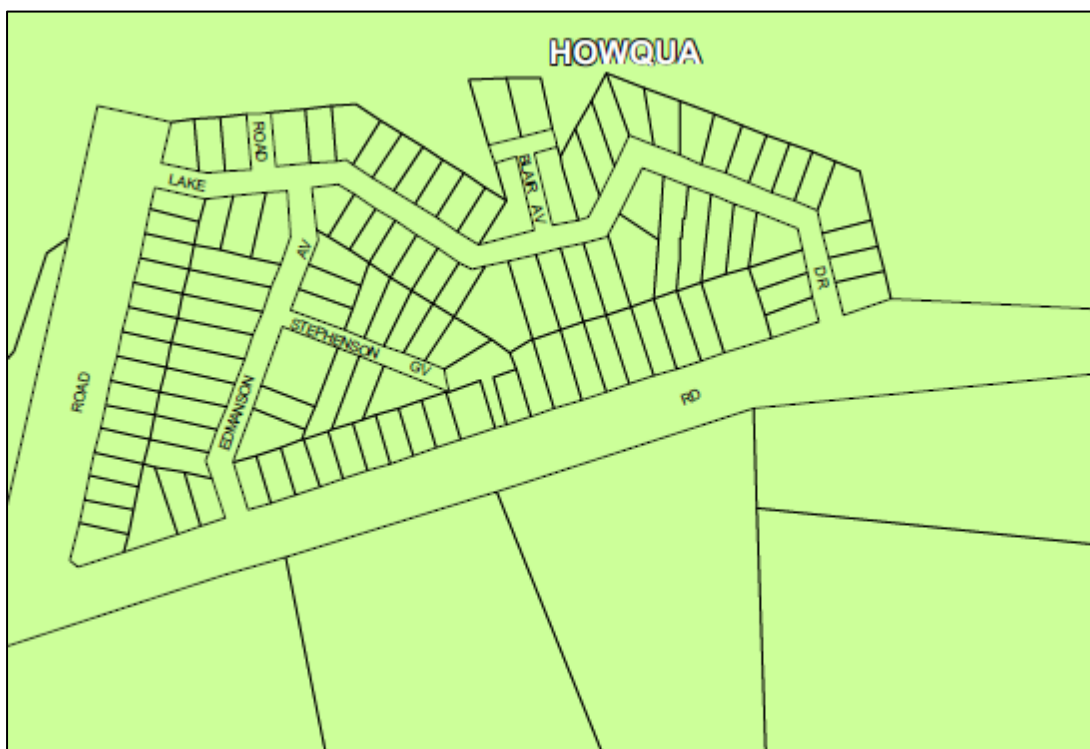 HOWQUA
ROAD
BLAIR AV
LAKE
AV
DR
STEPHENSON
GV
ROAD
EDMANSON
RD